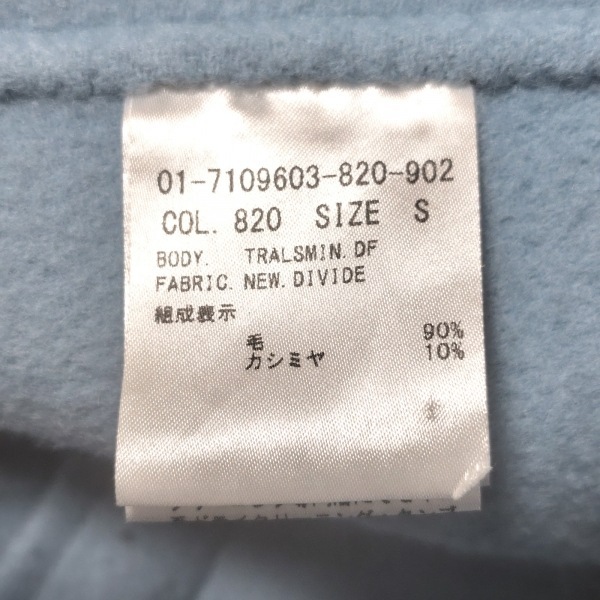 01-7109603-820-902
COL. 820 SIZE S
BODY. TRALSMIN. DF
FABRIC. NEW. DIVIDE
組成表示
毛 90%
カシミヤ 10%